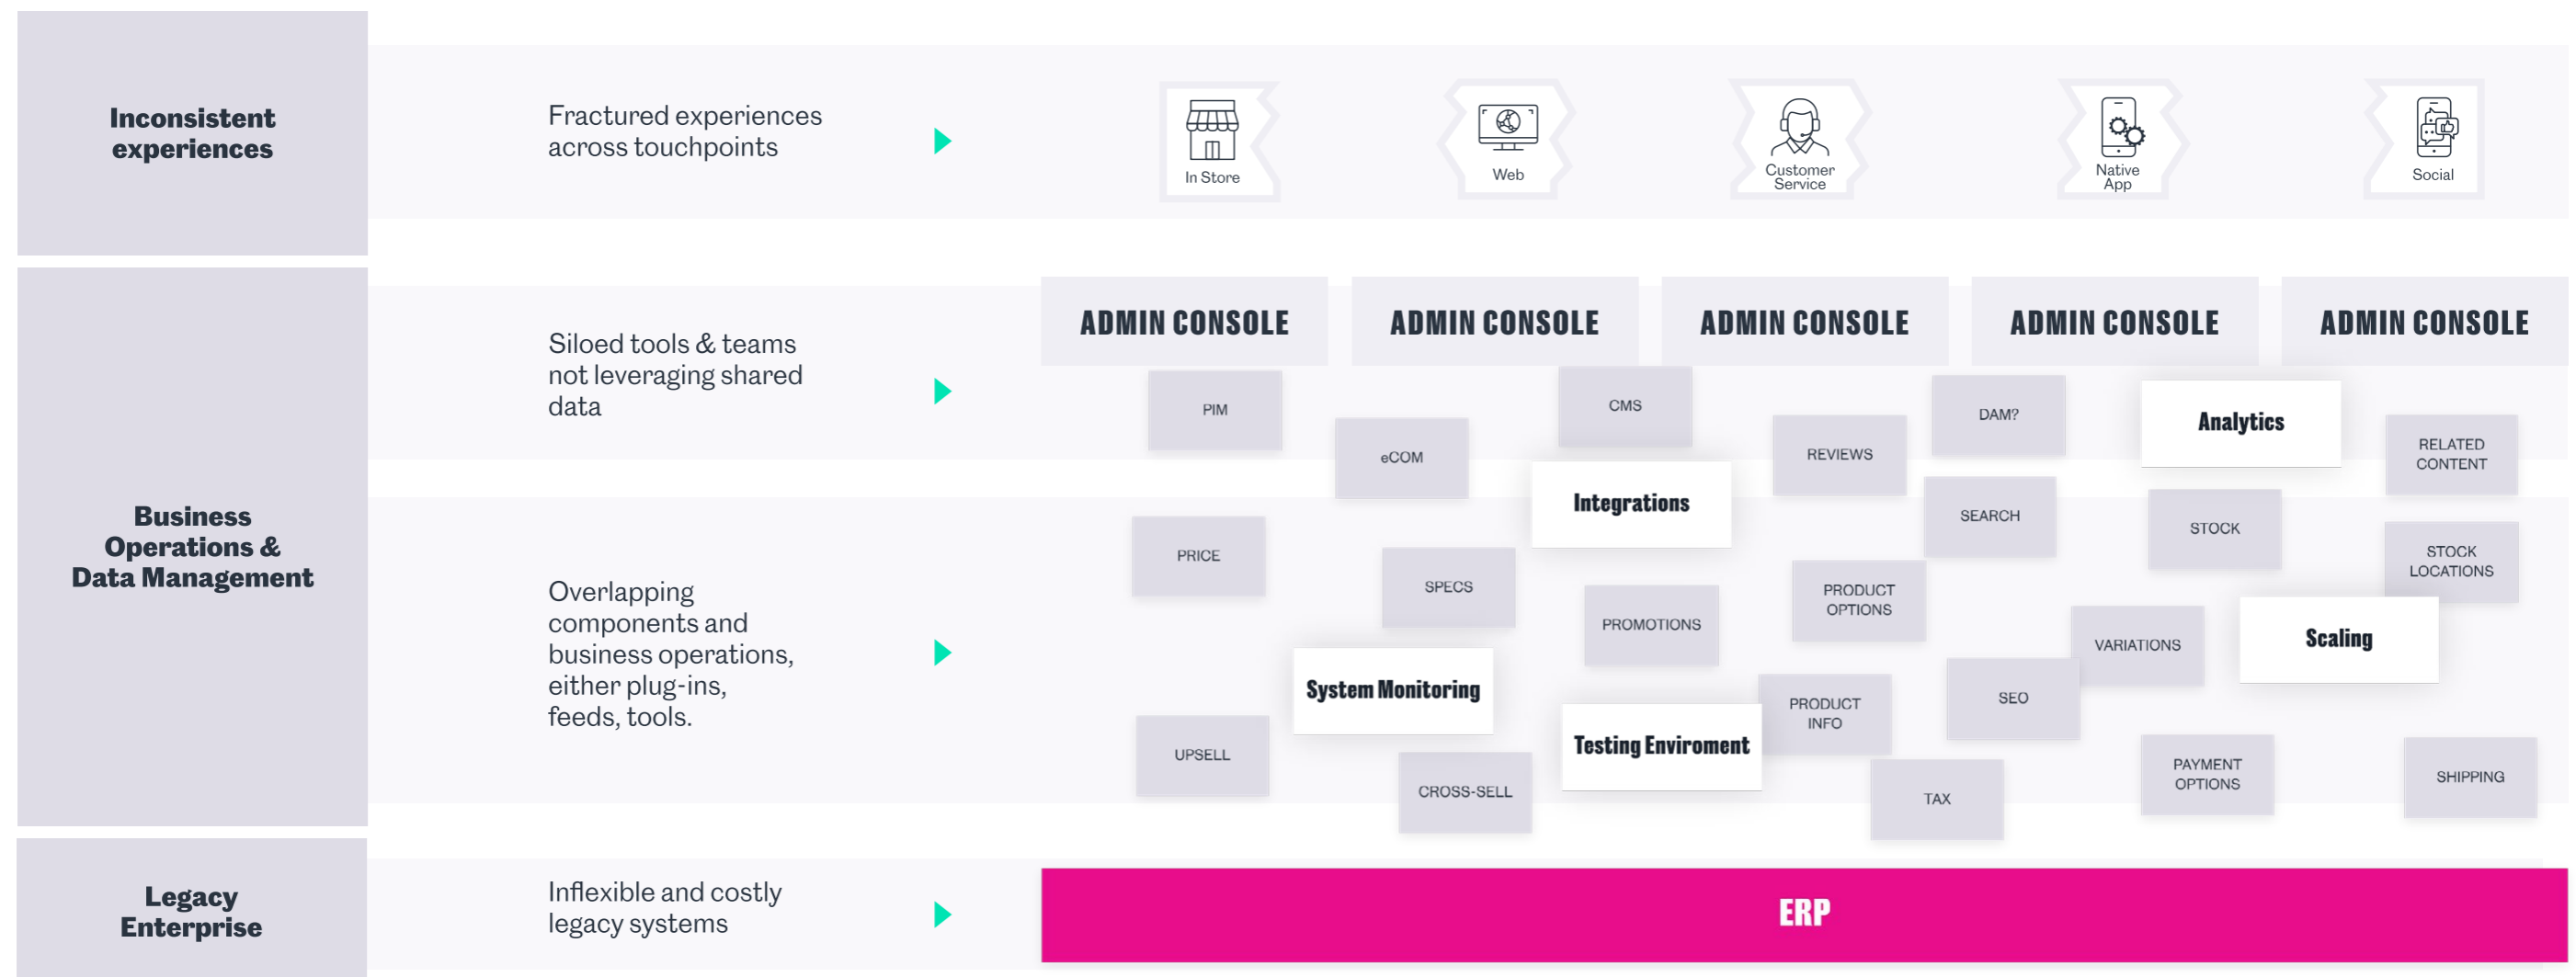 Inconsistent
experiences
Fractured experiences
across touchpoints
In Store
Web
Customer
Service
Native
App
Social
Business
Operations &
Data Management
Siloed tools & teams
not leveraging shared
data
ADMIN CONSOLE
ADMIN CONSOLE
ADMIN CONSOLE
ADMIN CONSOLE
ADMIN CONSOLE
PIM
eCOM
CMS
REVIEWS
DAM?
Analytics
RELATED
CONTENT
Integrations
SEARCH
STOCK
STOCK
LOCATIONS
Overlapping
components and
business operations,
either plug-ins,
feeds, tools.
PRICE
SPECS
PROMOTIONS
PRODUCT
OPTIONS
VARIATIONS
Scaling
System Monitoring
Testing Enviroment
PRODUCT
INFO
SEO
UPSELL
CROSS-SELL
TAX
PAYMENT
OPTIONS
SHIPPING
Legacy
Enterprise
Inflexible and costly
legacy systems
ERP